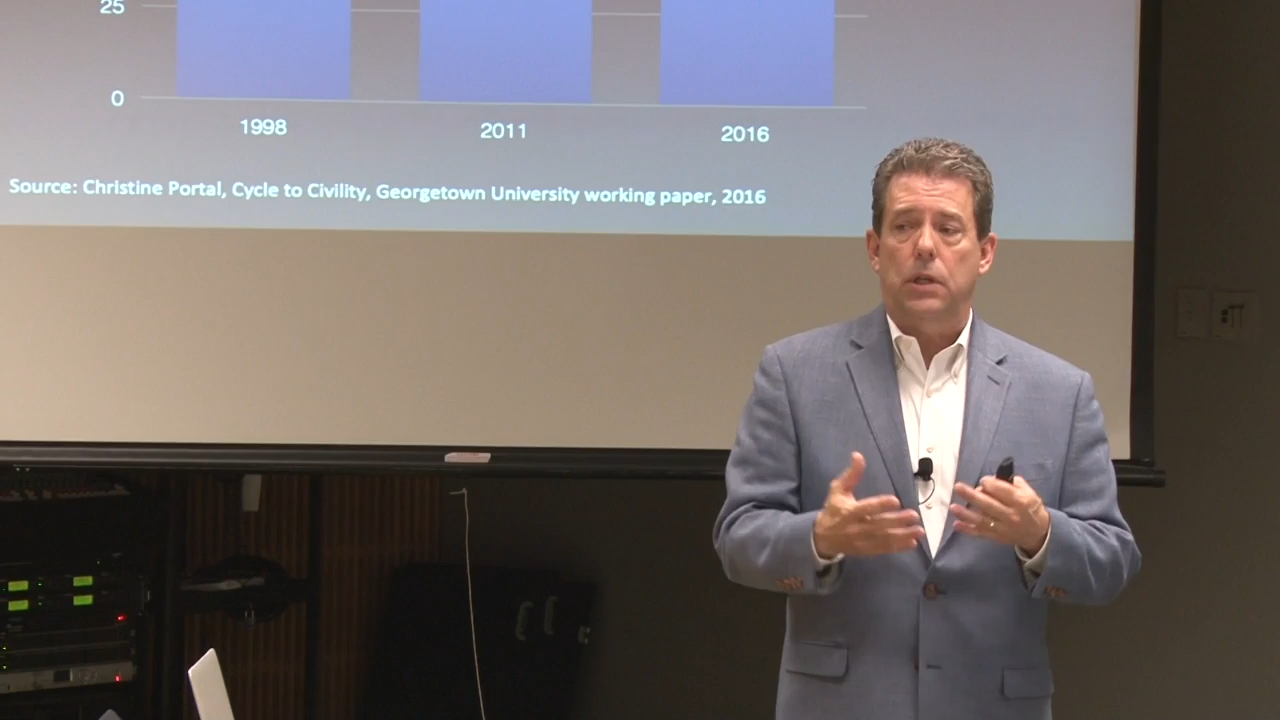 25
0
1998 2011 2016
Source: Christine Portal, Cycle to Civility, Georgetown University working paper, 2016